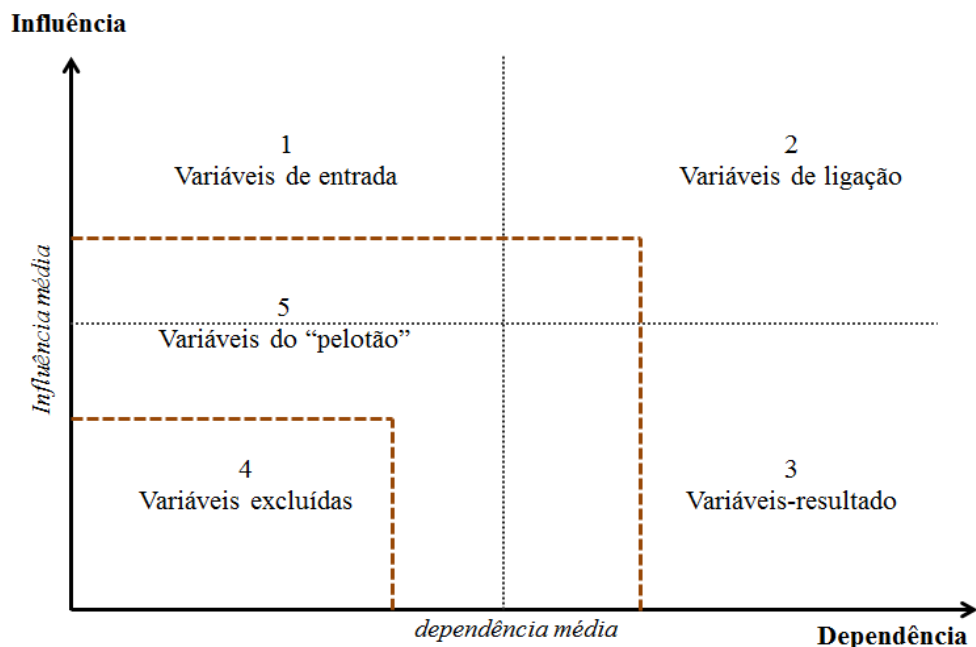 Influência
1
Variáveis de entrada
2
Variáveis de ligação
Influência média
5
Variáveis do “pelotão”
4
Variáveis excluídas
3
Variáveis-resultado
dependência média
Dependência